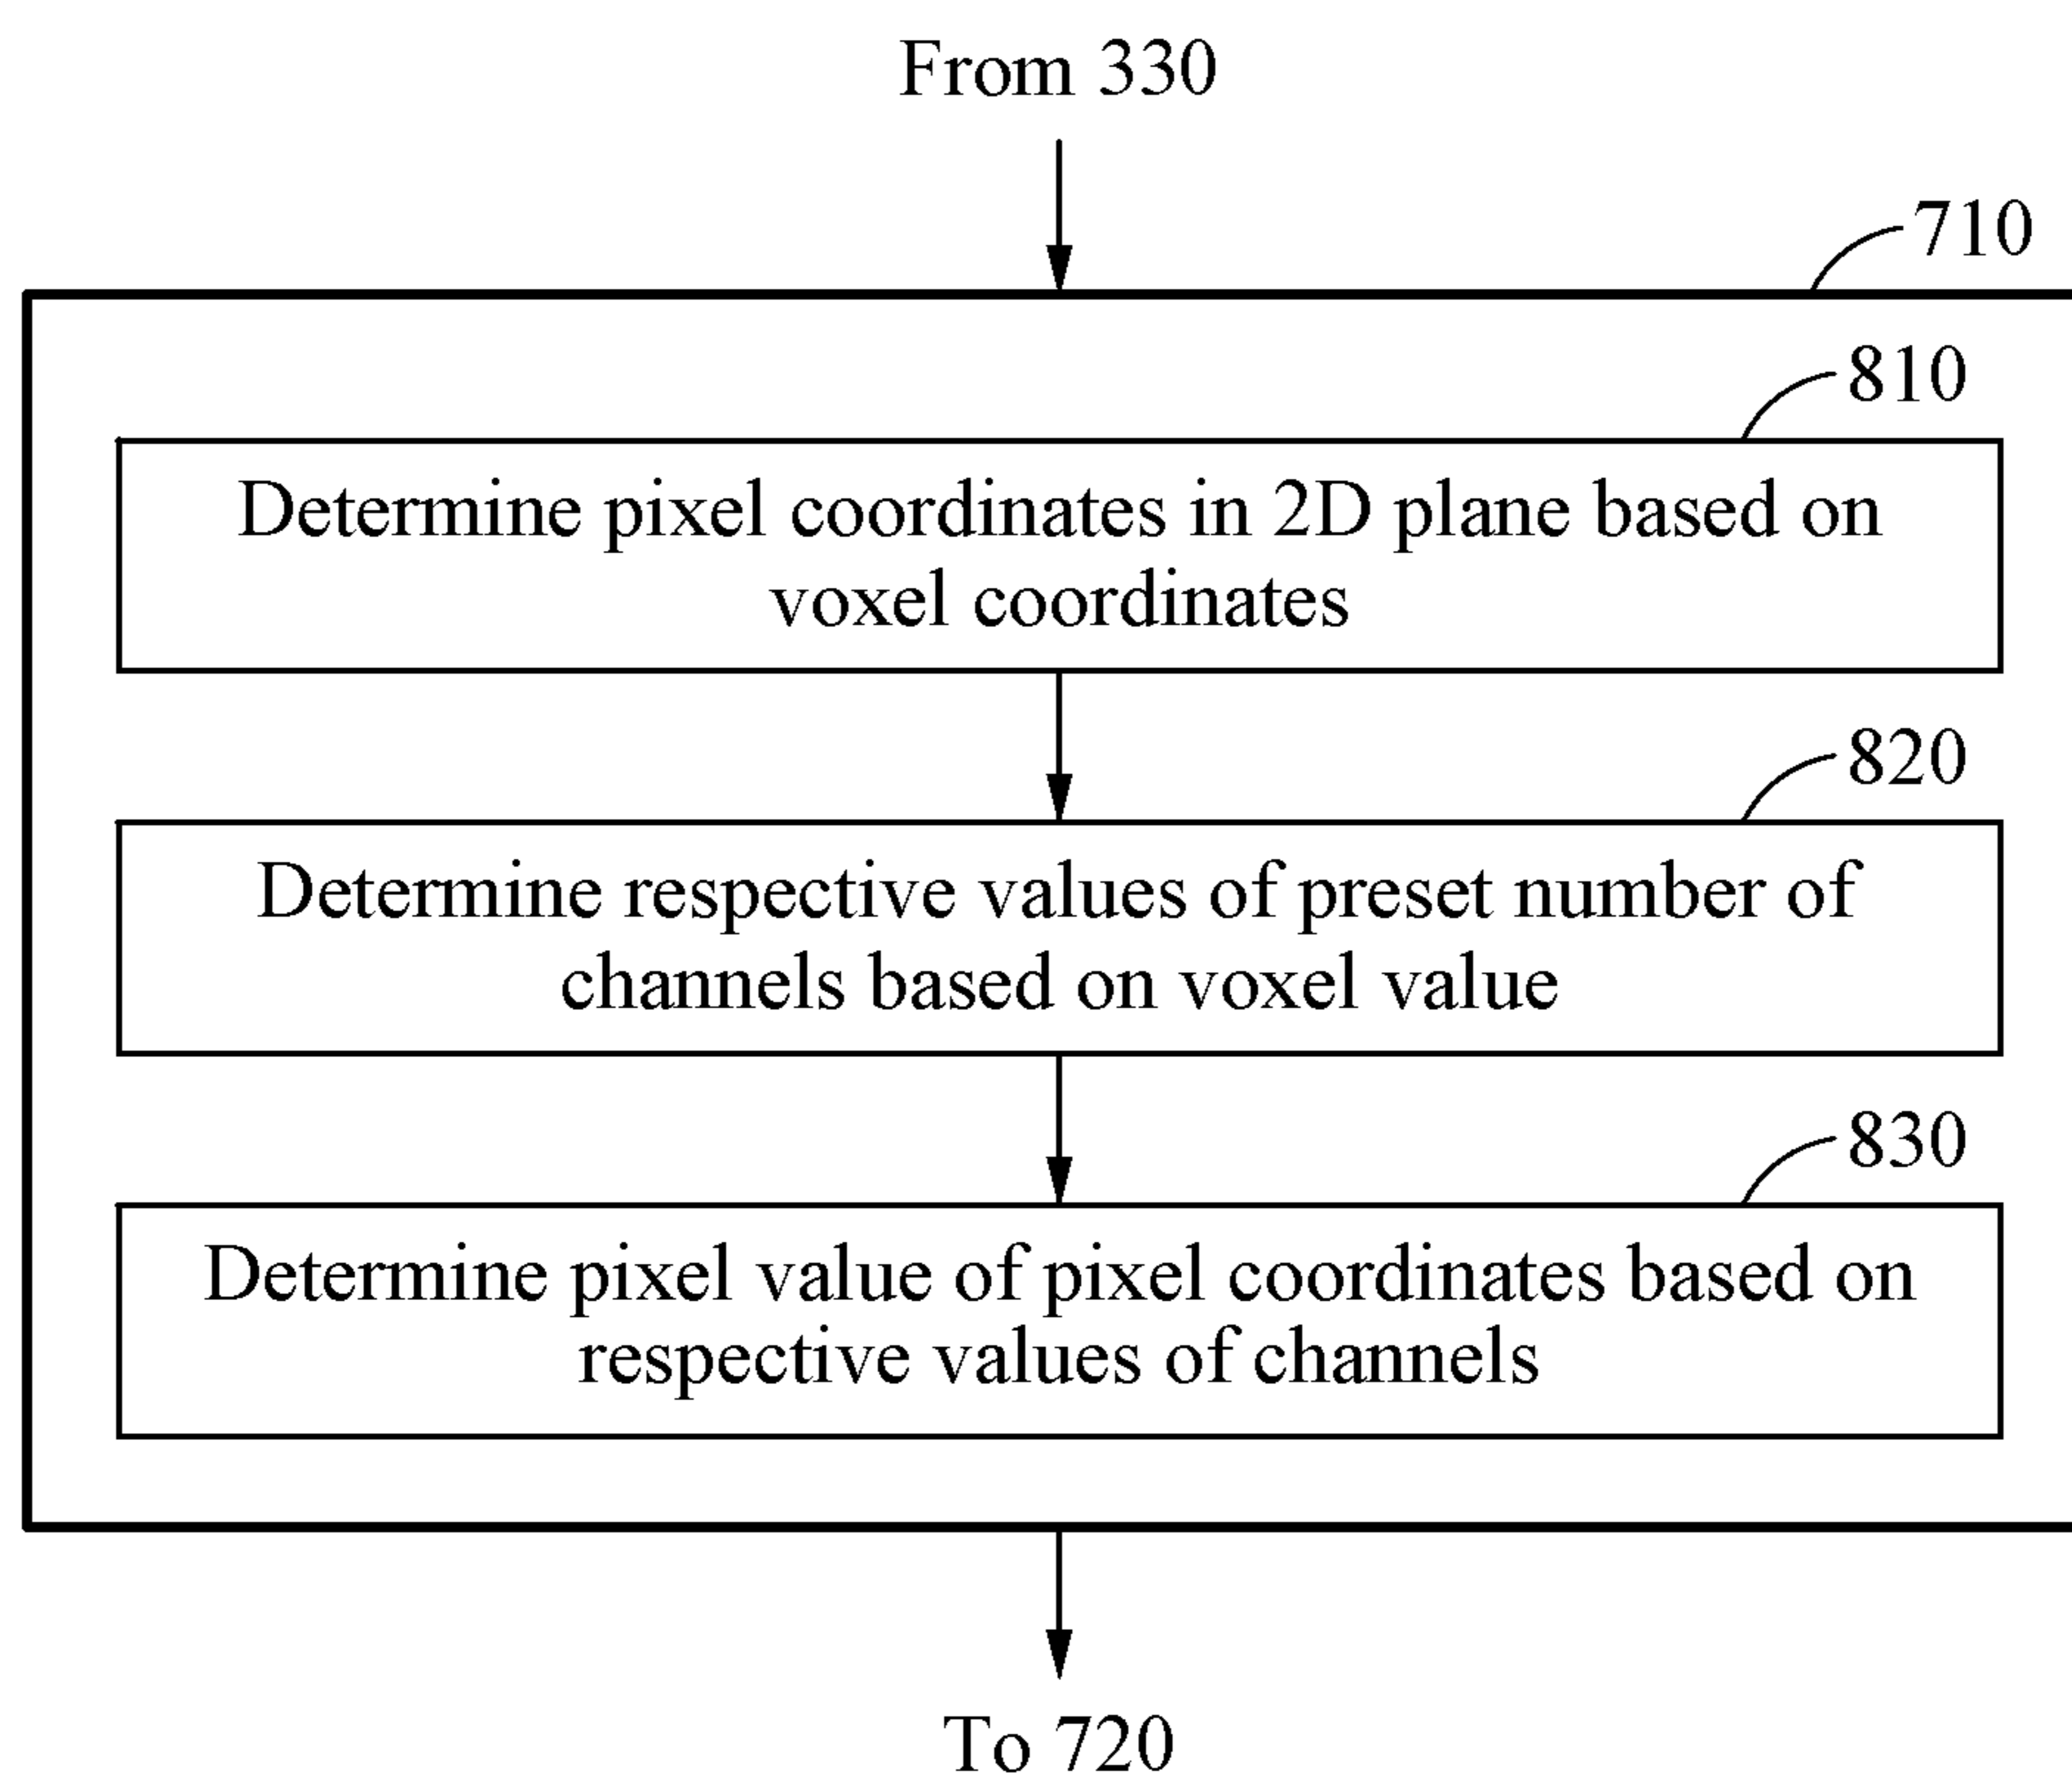 From 330
710
810
Determine pixel coordinates in 2D plane based on
voxel coordinates
820
Determine respective values of preset number of
channels based on voxel value
830
Determine pixel value of pixel coordinates based on
respective values of channels
To 720